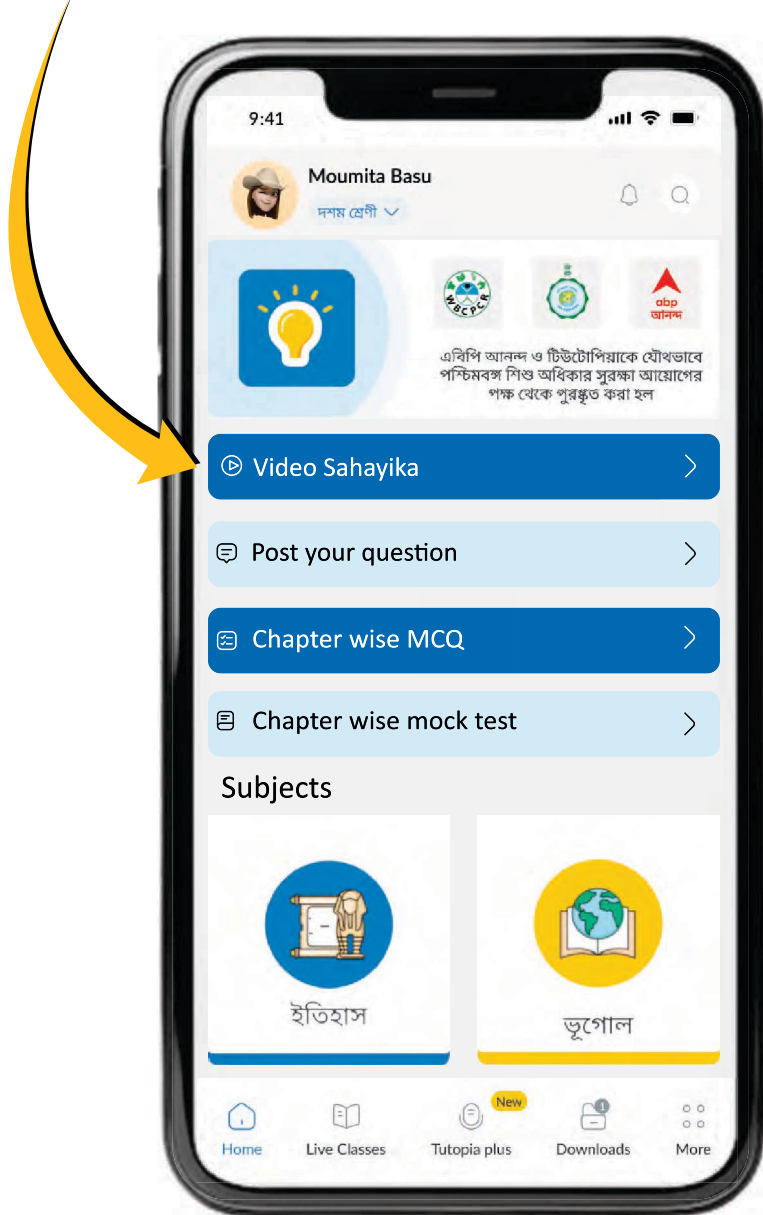 9:41
Moumita Basu
দশম শ্রেণী
WBCPCR
abp
আনন্দ
এবিপি আনন্দ ও টিউটোপিয়াকে যৌথভাবে
পশ্চিমবঙ্গ শিশু অধিকার সুরক্ষা আয়োগের
পক্ষ থেকে পুরষ্কৃত করা হল
Video Sahayika
Post your question
Chapter wise MCQ
Chapter wise mock test
Subjects
ইতিহাস
ভূগোল
New
1
Home
Live Classes
Tutopia plus
Downloads
More